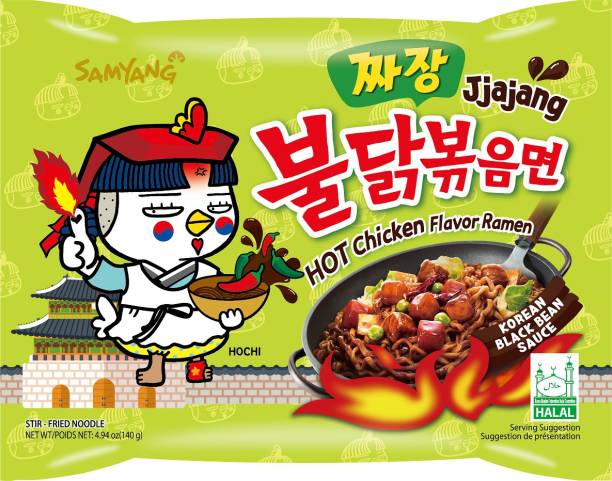 SAMYANG
짜장
Jjajang
불닭볶음면
HOT Chicken Flavor Ramen
HOCHI
KOREAN
BLACK BEAN
SAUCE
حلال
HALAL
STIR - FRIED NOODLE
NET WT/POIDS NET: 4.94 oz(140 g)
Serving Suggestion
Suggestion de présentation